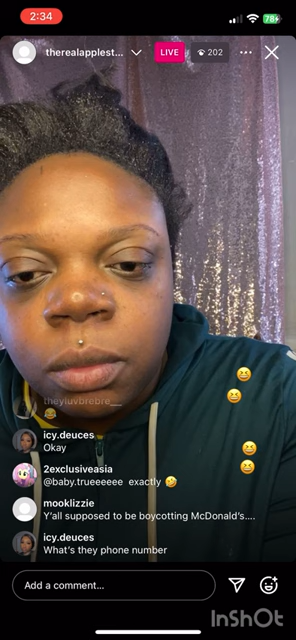 2:34
78
therealapplest...
LIVE
202
theyluvbrebre__
😂
icy.deuces
Okay
2exclusiveasia
@baby.trueeeeee exactly 🤣
mooklizzie
Y'all supposed to be boycotting McDonald's....
icy.deuces
What's they phone number
Add a comment...
InShOt